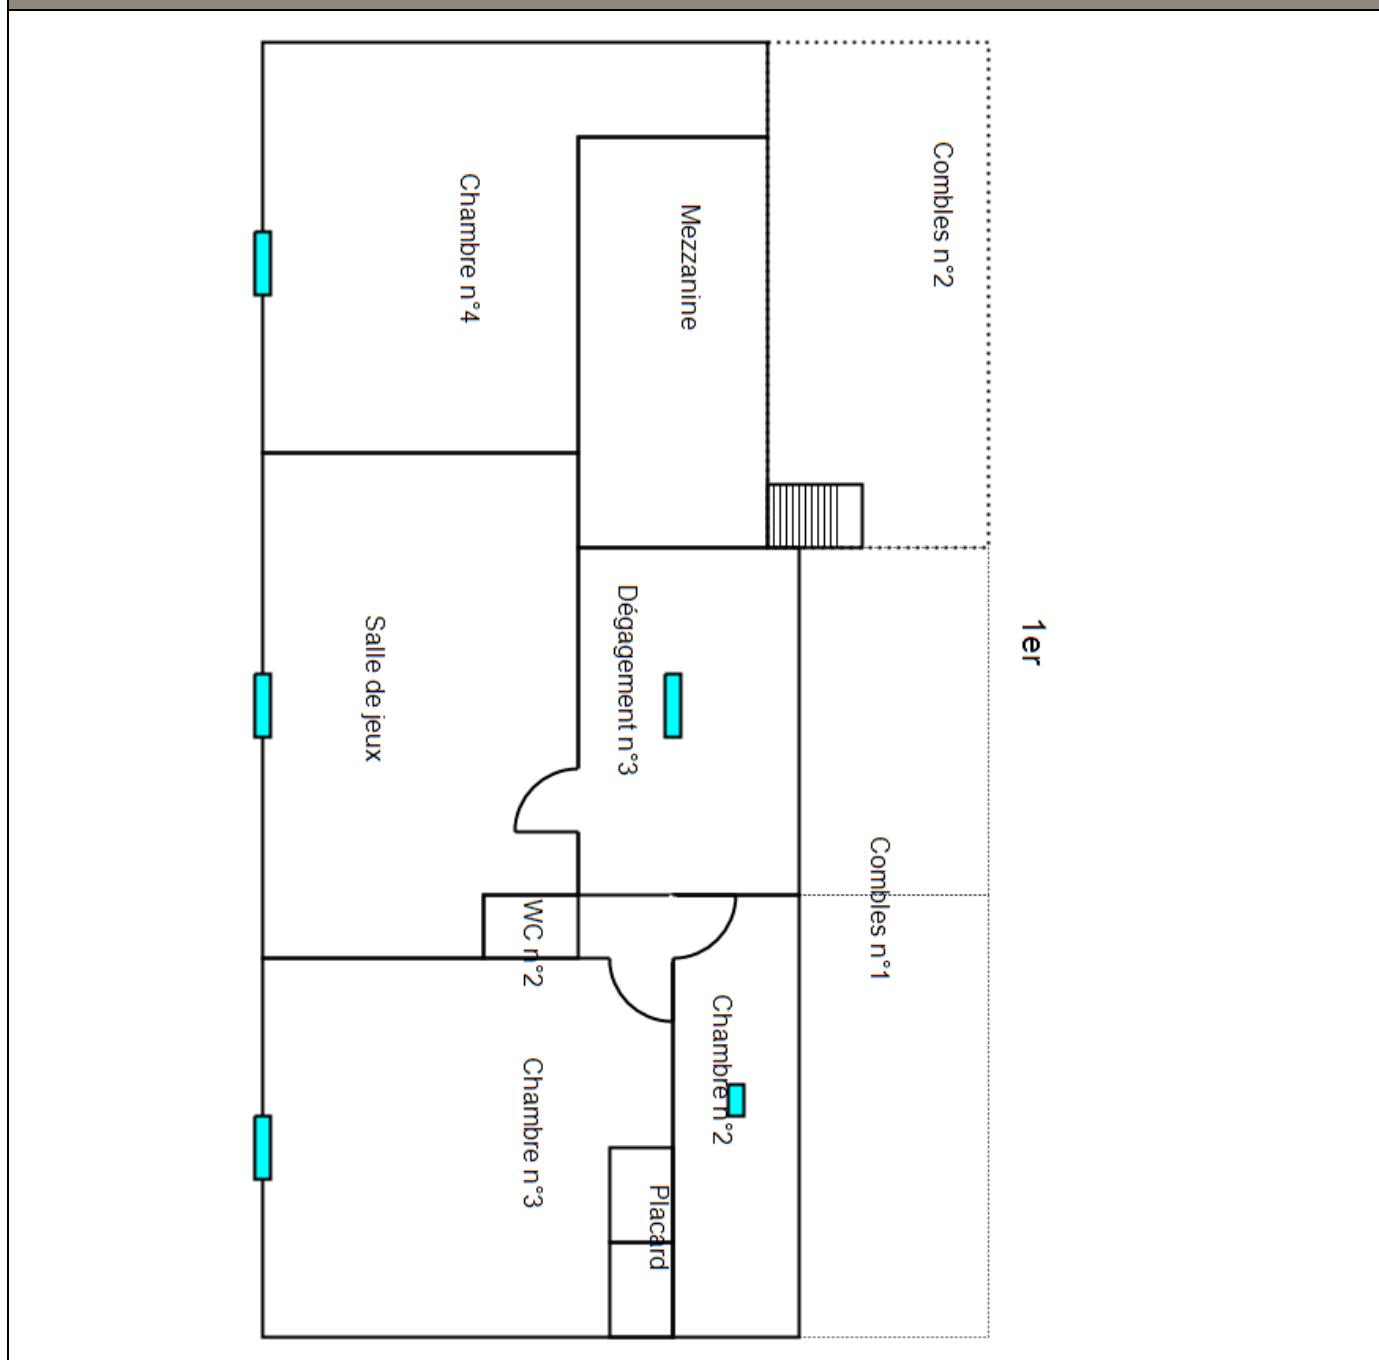 1er
Combles n°2
Combles n°1
Mezzanine
Dégagement n°3
Chambre n°2
Placard
Chambre n°4
WC n°2
Chambre n°3
Salle de jeux